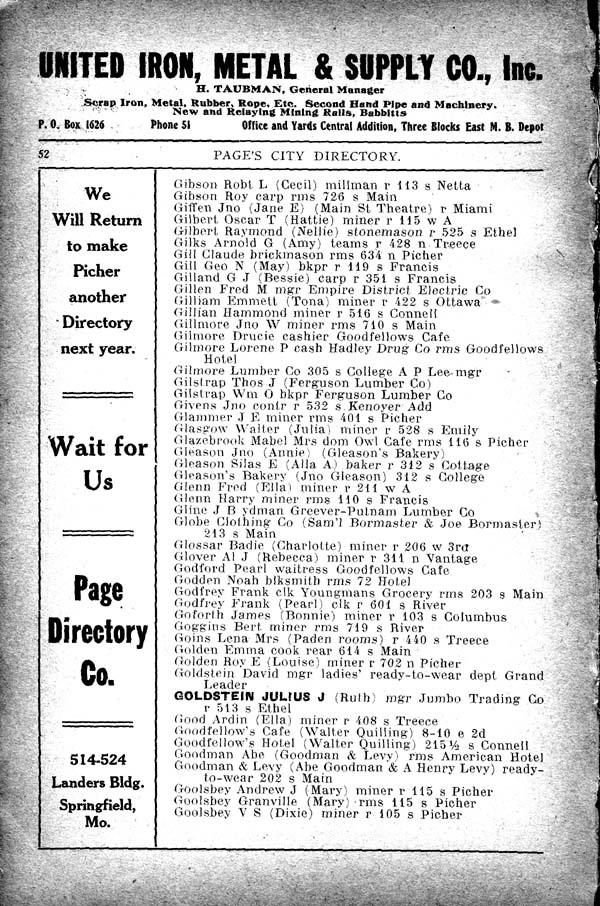 UNITED IRON, METAL & SUPPLY CO., Inc.
H. TAUBMAN, General Manager
Scrap Iron, Metal, Rubber, Rope, Etc. Second Hand Pipe and Machinery.
New and Relaying Mining Rails, Babbitts
P. O. Box 1626 Phone 51 Office and Yards Central Addition, Three Blocks East M. B. Depot
52 PAGE'S CITY DIRECTORY.
We
Will Return
to make
Picher
another
Directory
next year.
Wait for
Us
Page
Directory
Co.
514-524
Landers Bldg.
Springfield,
Mo.
Gibson Robt L (Cecil) millman r 113 s Netta
Gibson Roy carp rms 726 s Main
Giffen Jno (Jane E) (Main St Theatre) r Miami
Gilbert Oscar T (Hattie) miner r 115 w A
Gilbert Raymond (Nellie) stonemason r 525 s Ethel
Gilks Arnold G (Amy) teams r 428 n Treece
Gill Claude brickmason rms 634 n Picher
Gill Geo N (May) bkpr r 119 s Francis
Gilland G J (Bessie) carp r 351 s Francis
Gillen Fred M mgr Empire District Electric Co
Gilliam Emmett (Tona) miner r 422 s Ottawa
Gillian Hammond miner r 516 s Connell
Gillmore Jno W miner rms 710 s Main
Gilmore Drucie cashier Goodfellows Cafe
Gilmore Lorene P cash Hadley Drug Co rms Goodfellows
Hotel
Gilmore Lumber Co 305 s College A P Lee mgr
Gilstrap Thos J (Ferguson Lumber Co)
Gilstrap Wm O bkpr Ferguson Lumber Co
Givens Jno contr r 532 s Kenoyer Add
Glammer J E miner rms 401 s Picher
Glasgow Walter (Julia) miner r 528 s Emily
Glazebrook Mabel Mrs dom Owl Cafe rms 116 s Picher
Gleason Jno (Annie) (Gleason's Bakery)
Gleason Silas E (Alla A) baker r 312 s Cottage
Gleason's Bakery (Jno Gleason) 312 s College
Glenn Fred (Ella) miner r 211 w A
Glenn Harry miner rms 110 s Francis
Gline J B ydman Greever-Putnam Lumber Co
Globe Clothing Co (Sam'l Bormaster & Joe Bormaster)
213 s Main
Glossar Badie (Charlotte) miner r 206 w 3rd
Glover Al J (Rebecca) miner r 311 n Vantage
Godford Pearl waitress Goodfellows Cafe
Godden Noah blksmith rms 72 Hotel
Godfrey Frank clk Youngmans Grocery rms 203 s Main
Godfrey Frank (Pearl) clk r 601 s River
Goforth James (Bonnie) miner r 103 s Columbus
Goggins Bert miner rms 719 s River
Goins Lena Mrs (Paden rooms) r 440 s Treece
Golden Emma cook rear 614 s Main
Golden Roy E (Louise) miner r 702 n Picher
Goldstein David mgr ladies' ready-to-wear dept Grand
Leader
GOLDSTEIN JULIUS J (Ruth) mgr Jumbo Trading Co
r 513 s Ethel
Good Ardin (Ella) miner r 408 s Treece
Goodfellow's Cafe (Walter Quilling) 8-10 e 2d
Goodfellow's Hotel (Walter Quilling) 215½ s Connell
Goodman Abe (Goodman & Levy) rms American Hotel
Goodman & Levy (Abe Goodman & A Henry Levy) ready-
to-wear 202 s Main
Goolsbey Andrew J (Mary) miner r 115 s Picher
Goolsbey Granville (Mary) rms 115 s Picher
Goolsbey V S (Dixie) miner r 105 s Picher